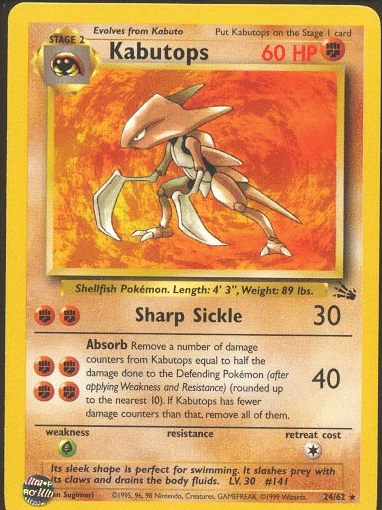 Evolves from Kabuto
Put Kabutops on the Stage 1 card
STAGE 2
Kabutops
60 HP
Shellfish Pokémon. Length: 4' 3", Weight: 89 lbs.
Sharp Sickle 30
Absorb Remove a number of damage
counters from Kabutops equal to half the
damage done to the Defending Pokémon (after
applying Weakness and Resistance) (rounded up
to the nearest 10). If Kabutops has fewer
damage counters than that, remove all of them.
40
weakness resistance retreat cost
Its sleek shape is perfect for swimming. It slashes prey with
its claws and drains the body fluids. LV. 30 #141
Sugimori ©1995, 96, 98 Nintendo, Creatures, GAMEFREAK. ©1999 Wizards. 24/62